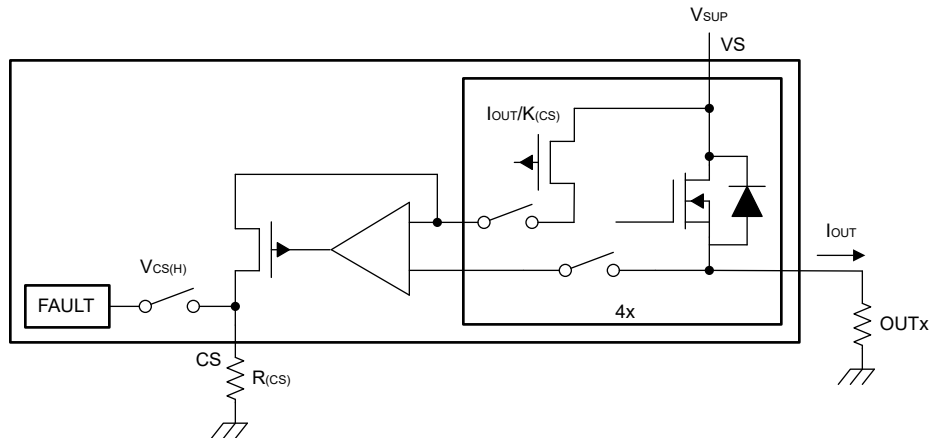 VSUP
VS
IOUT/K(CS)
IOUT
VCS(H)
FAULT
4x
OUTx
CS
R(CS)